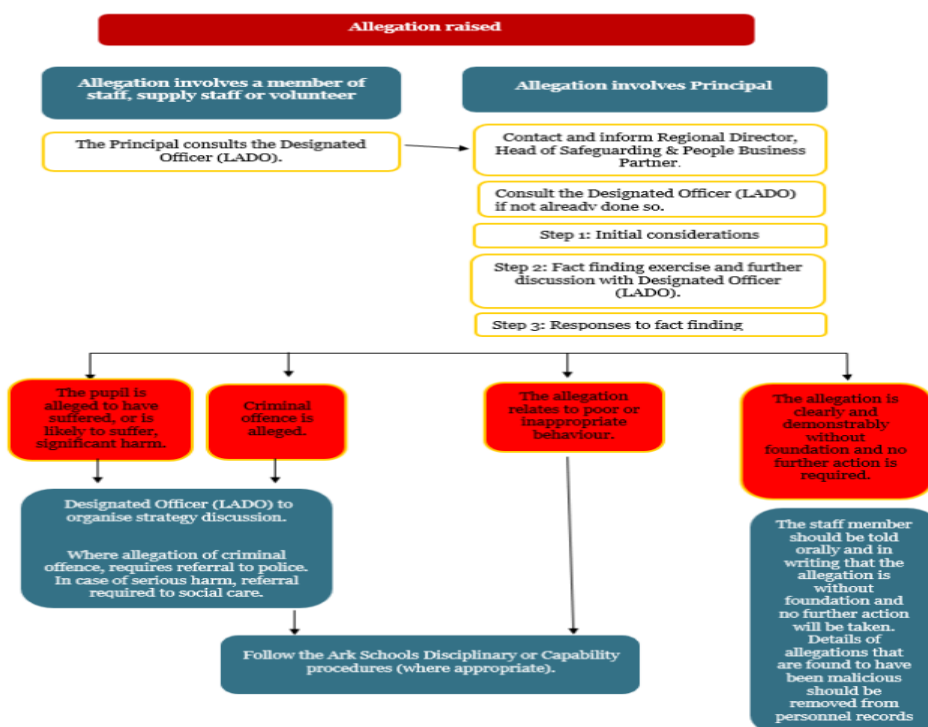 Allegation raised
Allegation involves a member of
staff, supply staff or volunteer
Allegation involves Principal
The Principal consults the Designated
Officer (LADO).
Contact and inform Regional Director,
Head of Safeguarding & People Business
Partner.
Consult the Designated Officer (LADO)
if not already done so.
Step 1: Initial considerations
Step 2: Fact finding exercise and further
discussion with Designated Officer
(LADO).
Step 3: Responses to fact finding
The pupil is
alleged to have
suffered, or is
likely to suffer,
significant harm.
Criminal
offence is
alleged.
The allegation
relates to poor or
inappropriate
behaviour.
The allegation is
clearly and
demonstrably
without
foundation and no
further action is
required.
Designated Officer (LADO) to
organise strategy discussion.
Where allegation of criminal
offence, requires referral to police.
In case of serious harm, referral
required to social care.
The staff member
should be told
orally and in
writing that the
allegation is
without
foundation and
no further action
will be taken.
Details of
allegations that
are found to have
been malicious
should be
removed from
personnel records
Follow the Ark Schools Disciplinary or Capability
procedures (where appropriate).